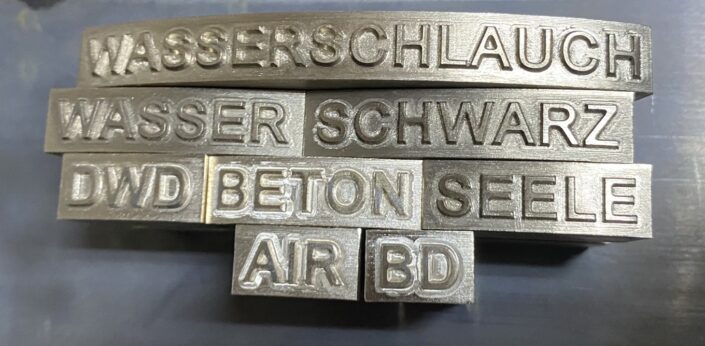 WASSERSCHLAUCH
WASSER SCHWARZ
DWD BETON SEELE
AIR BD